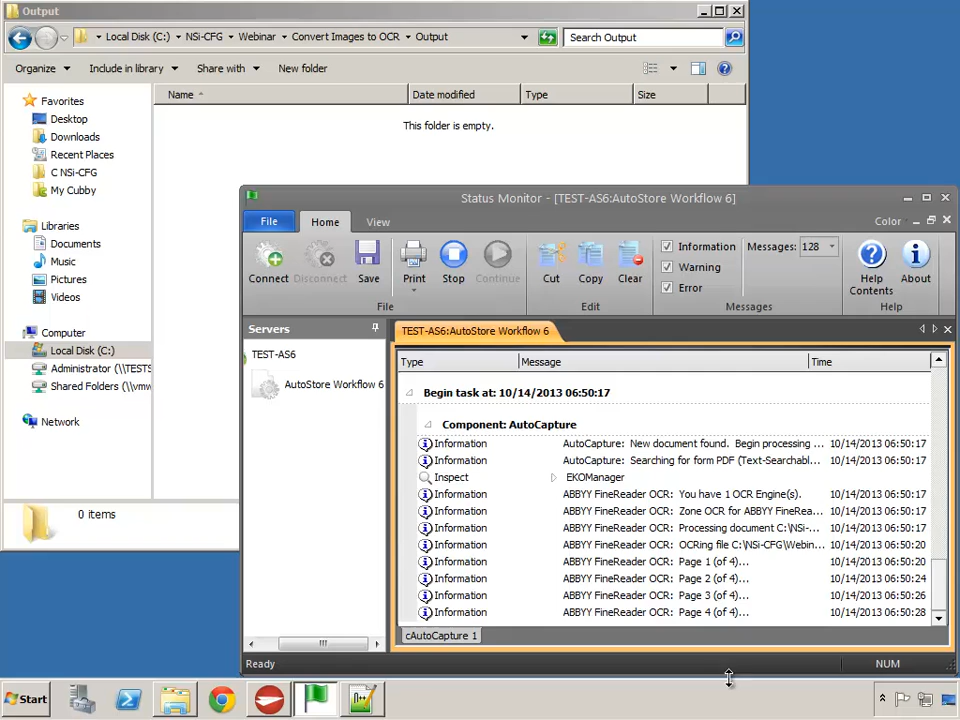 Output
Local Disk (C:) NSi-CFG Webinar Convert Images to OCR Output
Search Output
Organize Include in library Share with New folder
Name Date modified Type Size
This folder is empty.
Favorites
Desktop
Downloads
Recent Places
C NSi-CFG
My Cubby
Libraries
Documents
Music
Pictures
Videos
Computer
Local Disk (C:)
Administrator (\\TESTS
Shared Folders (\\vmw
Network
0 items
Status Monitor - [TEST-AS6:AutoStore Workflow 6]
File Home View Color
Connect Disconnect Save Print Stop Continue Cut Copy Clear
Information Messages: 128
Warning
Error
Help Contents About
File Edit Messages Help
Servers
TEST-AS6
AutoStore Workflow 6
TEST-AS6:AutoStore Workflow 6
Type Message Time
Begin task at: 10/14/2013 06:50:17
Component: AutoCapture
Information AutoCapture: New document found. Begin processing ... 10/14/2013 06:50:17
Information AutoCapture: Searching for form PDF (Text-Searchabl... 10/14/2013 06:50:17
Inspect EKOManager
Information ABBYY FineReader OCR: You have 1 OCR Engine(s). 10/14/2013 06:50:17
Information ABBYY FineReader OCR: Zone OCR for ABBYY FineRea... 10/14/2013 06:50:17
Information ABBYY FineReader OCR: Processing document C:\NSi-... 10/14/2013 06:50:17
Information ABBYY FineReader OCR: OCRing file C:\NSi-CFG\Webin... 10/14/2013 06:50:20
Information ABBYY FineReader OCR: Page 1 (of 4)... 10/14/2013 06:50:20
Information ABBYY FineReader OCR: Page 2 (of 4)... 10/14/2013 06:50:24
Information ABBYY FineReader OCR: Page 3 (of 4)... 10/14/2013 06:50:26
Information ABBYY FineReader OCR: Page 4 (of 4)... 10/14/2013 06:50:28
cAutoCapture 1
Ready NUM
Start